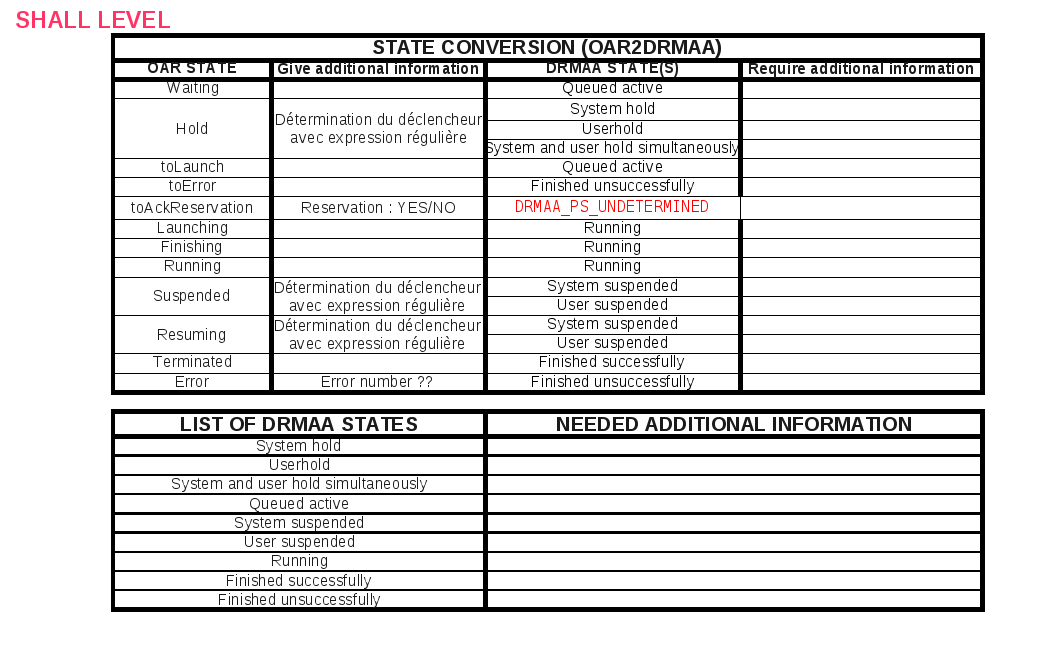 SHALL LEVEL
STATE CONVERSION (OAR2DRMAA)
OAR STATE Give additional information DRMAA STATE(S) Require additional information
Waiting Queued active
Hold Détermination du déclencheur avec expression régulière System hold
Userhold
System and user hold simultaneously
toLaunch Queued active
toError Finished unsuccessfully
toAckReservation Reservation : YES/NO DRMAA_PS_UNDETERMINED
Launching Running
Finishing Running
Running Running
Suspended Détermination du déclencheur avec expression régulière System suspended
User suspended
Resuming Détermination du déclencheur avec expression régulière System suspended
User suspended
Terminated Finished successfully
Error Error number ?? Finished unsuccessfully
LIST OF DRMAA STATES NEEDED ADDITIONAL INFORMATION
System hold
Userhold
System and user hold simultaneously
Queued active
System suspended
User suspended
Running
Finished successfully
Finished unsuccessfully